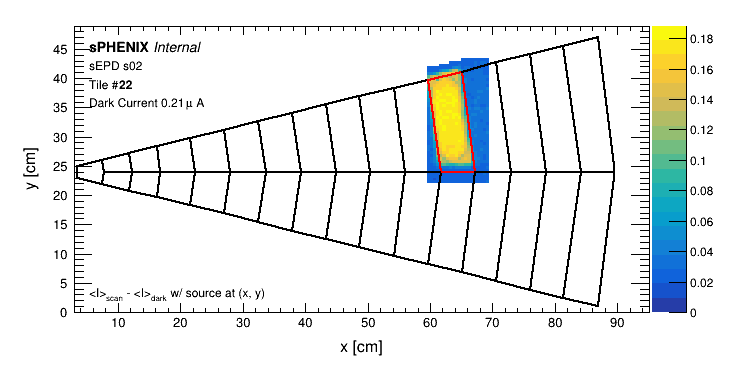 sPHENIX Internal
sEPD s02
Tile #22
Dark Current 0.21 μ A
<I>scan - <I>dark w/ source at (x, y)
y [cm]
45
40
35
30
25
20
15
10
5
0
10 20 30 40 50 60 70 80 90
x [cm]
0.18
0.16
0.14
0.12
0.1
0.08
0.06
0.04
0.02
0